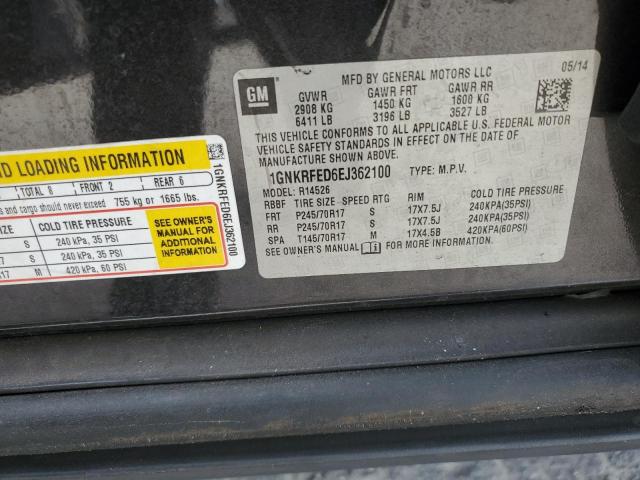 MFD BY GENERAL MOTORS LLC
05/14
GM
GVWR GAWR FRT GAWR RR
2908 KG 1450 KG 1600 KG
6411 LB 3196 LB 3527 LB
THIS VEHICLE CONFORMS TO ALL APPLICABLE U.S. FEDERAL MOTOR
VEHICLE SAFETY STANDARDS IN EFFECT ON THE DATE OF
MANUFACTURE SHOWN ABOVE.
1GNKRFED6EJ362100 TYPE: M.P.V.
MODEL: R14526
RBBF TIRE SIZE SPEED RTG RIM COLD TIRE PRESSURE
FRT P245/70R17 S 17X7.5J 240KPA(35PSI)
RR P245/70R17 S 17X7.5J 240KPA(35PSI)
SPA T145/70R17 M 17X4.5B 420KPA(60PSI)
SEE OWNER'S MANUAL FOR MORE INFORMATION.
ND LOADING INFORMATION
TOTAL 8 FRONT 2 REAR 6
and cargo should never exceed 755 kg or 1665 lbs.
SIZE COLD TIRE PRESSURE
S 240 kPa, 35 PSI
S 240 kPa, 35 PSI
R17 M 420 kPa, 60 PSI
SEE OWNER'S
MANUAL FOR
ADDITIONAL
INFORMATION
1GNKRFED6EJ362100